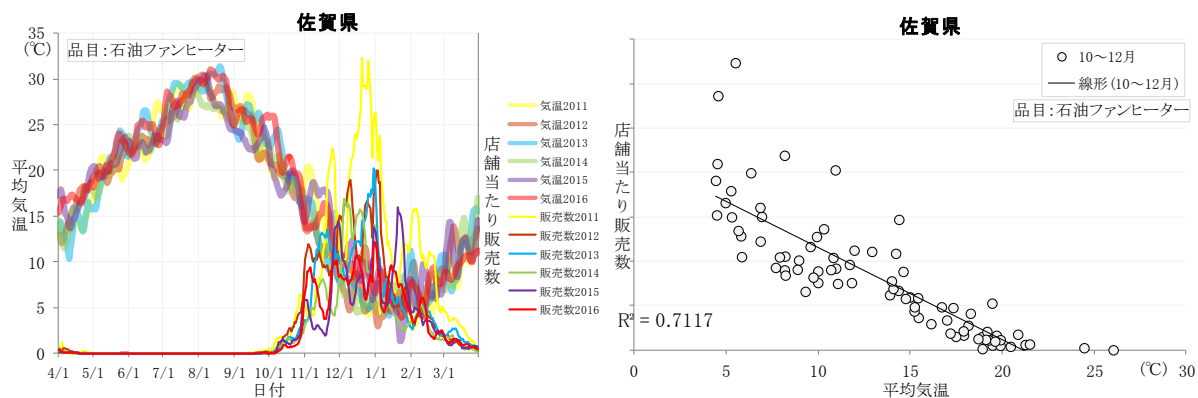 佐賀県
35
(℃)
品目:石油ファンヒーター
30
25
20
15
10
5
0
平均気温
4/1 5/1 6/1 7/1 8/1 9/1 10/1 11/1 12/1 1/1 2/1 3/1
日付
店舗当たり販売数
気温2011
気温2012
気温2013
気温2014
気温2015
気温2016
販売数2011
販売数2012
販売数2013
販売数2014
販売数2015
販売数2016
佐賀県
10～12月
線形(10～12月)
品目:石油ファンヒーター
店舗当たり販売数
R² = 0.7117
0 5 10 15 20 25 30
(℃)
平均気温